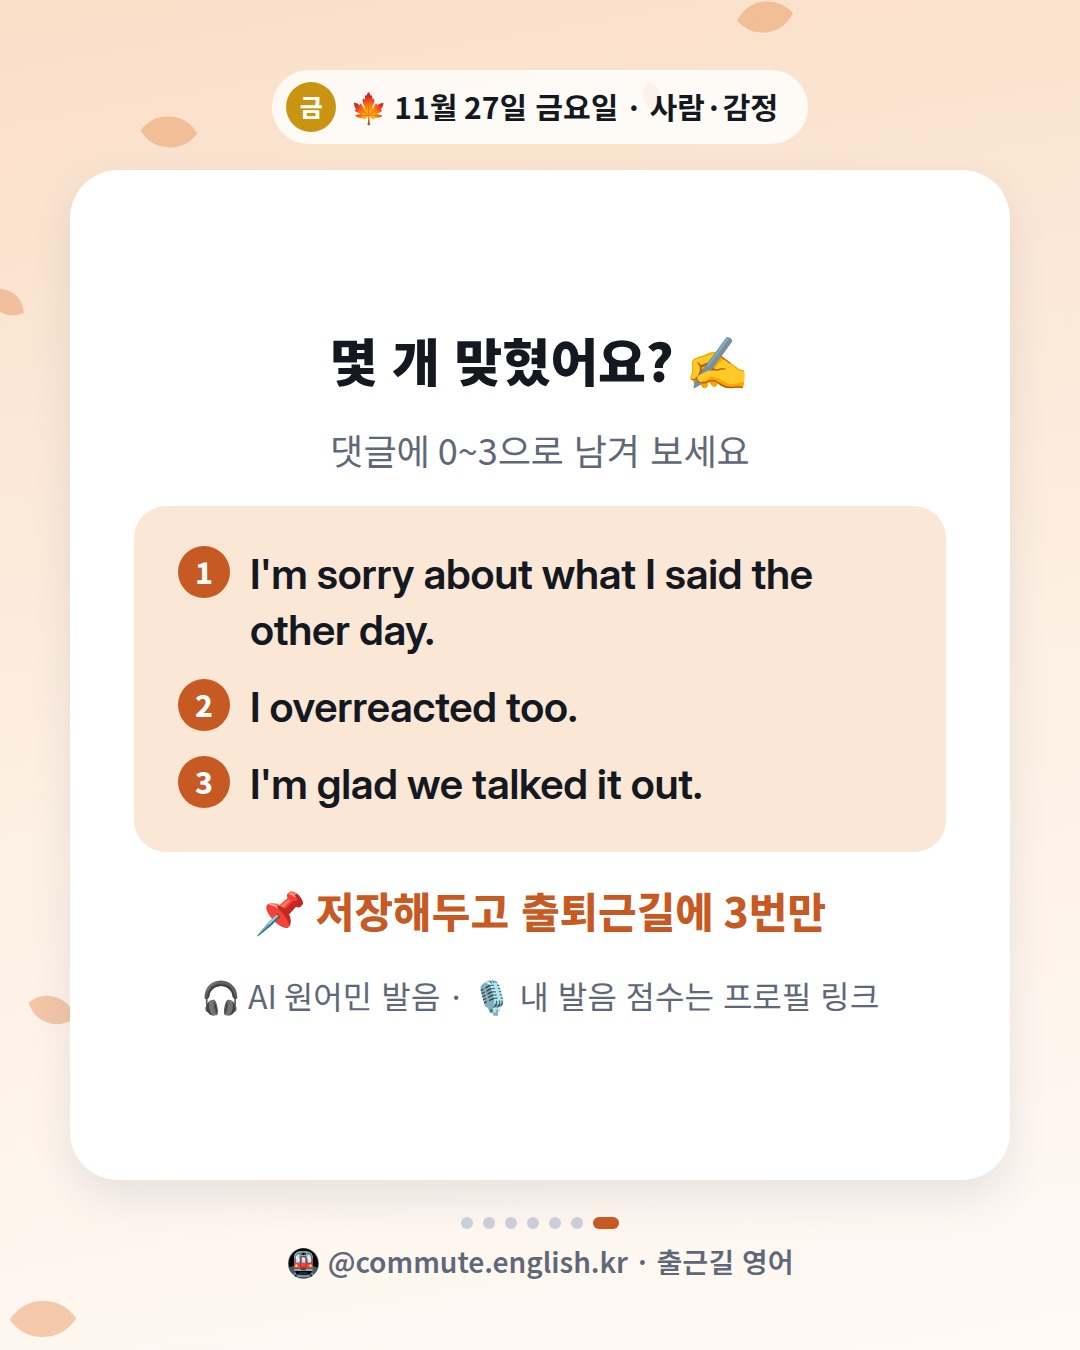 금 🍁 11월 27일 금요일 · 사람·감정
몇 개 맞혔어요? ✍️
댓글에 0~3으로 남겨 보세요
1 I'm sorry about what I said the
other day.
2 I overreacted too.
3 I'm glad we talked it out.
📌 저장해두고 출퇴근길에 3번만
🎧 AI 원어민 발음 · 🎙️ 내 발음 점수는 프로필 링크
🚇 @commute.english.kr · 출근길 영어